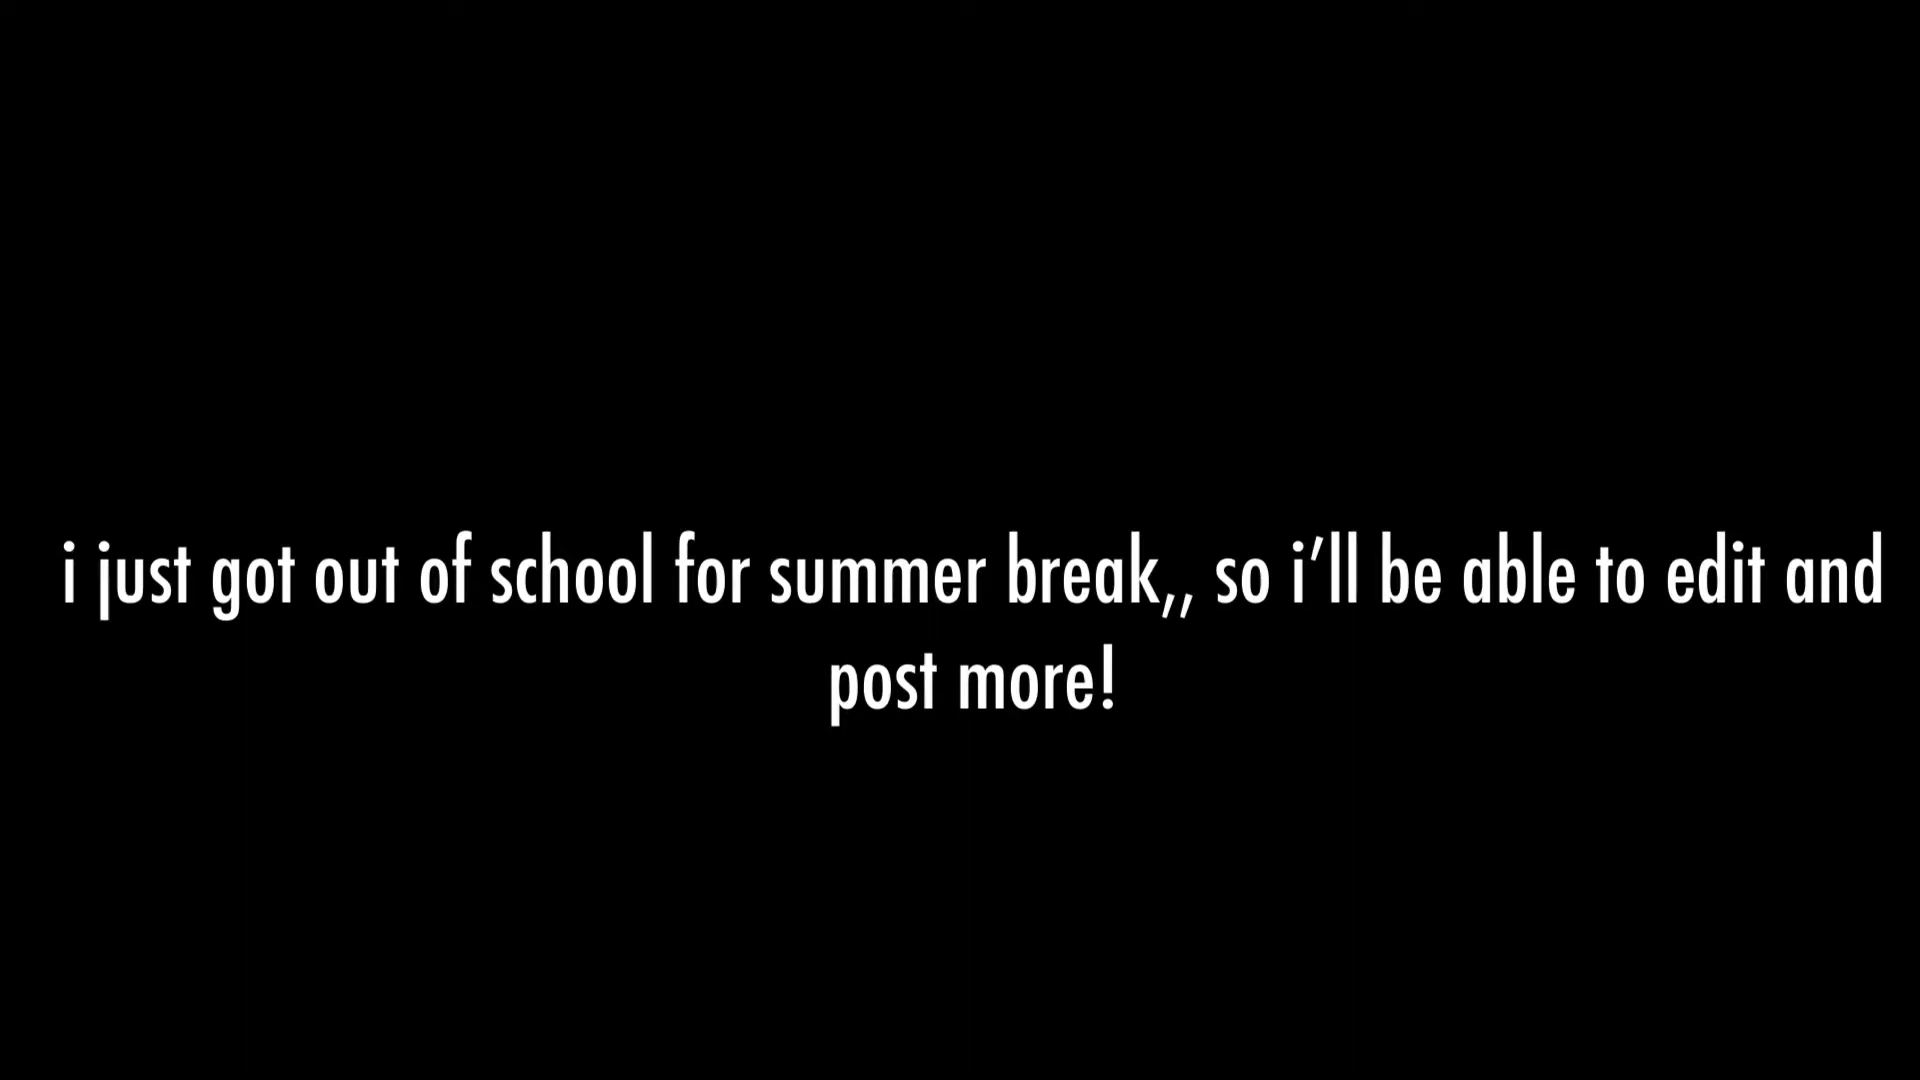 i just got out of school for summer break,, so i’ll be able to edit and
post more!